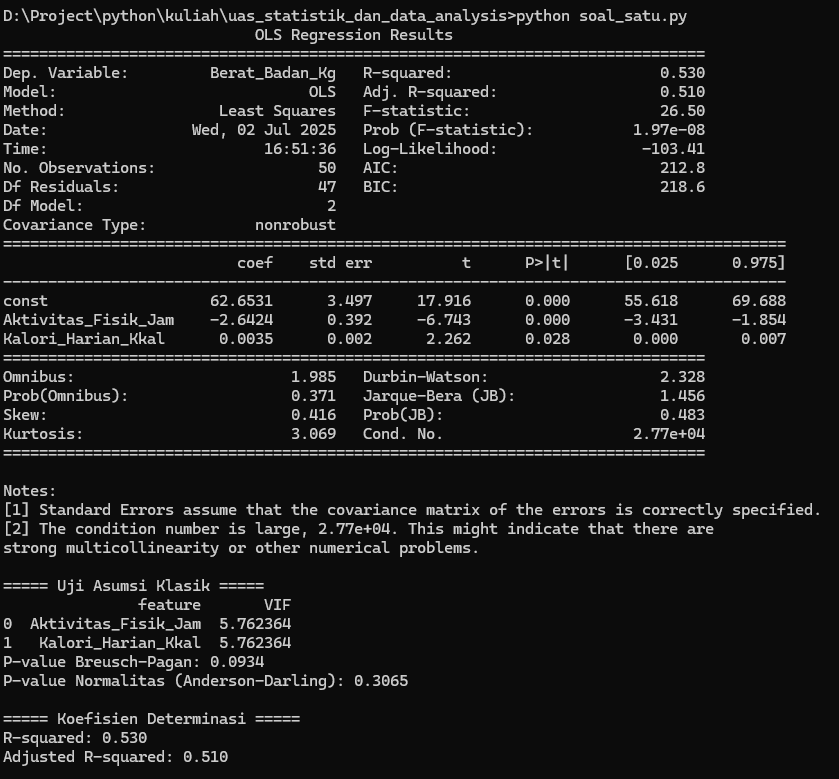 D:\Project\python\kuliah\uas_statistik_dan_data_analysis>python soal_satu.py
                            OLS Regression Results
==============================================================================
Dep. Variable:         Berat_Badan_Kg   R-squared:                       0.530
Model:                            OLS   Adj. R-squared:                  0.510
Method:                 Least Squares   F-statistic:                     26.50
Date:                Wed, 02 Jul 2025   Prob (F-statistic):           1.97e-08
Time:                        16:51:36   Log-Likelihood:                -103.41
No. Observations:                  50   AIC:                             212.8
Df Residuals:                      47   BIC:                             218.6
Df Model:                           2
Covariance Type:            nonrobust
=======================================================================================
                          coef    std err          t      P>|t|      [0.025      0.975]
---------------------------------------------------------------------------------------
const                  62.6531      3.497     17.916      0.000      55.618      69.688
Aktivitas_Fisik_Jam    -2.6424      0.392     -6.743      0.000      -3.431      -1.854
Kalori_Harian_Kkal      0.0035      0.002      2.262      0.028       0.000       0.007
==============================================================================
Omnibus:                        1.985   Durbin-Watson:                   2.328
Prob(Omnibus):                  0.371   Jarque-Bera (JB):                1.456
Skew:                           0.416   Prob(JB):                        0.483
Kurtosis:                       3.069   Cond. No.                     2.77e+04
==============================================================================

Notes:
[1] Standard Errors assume that the covariance matrix of the errors is correctly specified.
[2] The condition number is large, 2.77e+04. This might indicate that there are
strong multicollinearity or other numerical problems.

===== Uji Asumsi Klasik =====
               feature       VIF
0  Aktivitas_Fisik_Jam  5.762364
1   Kalori_Harian_Kkal  5.762364
P-value Breusch-Pagan: 0.0934
P-value Normalitas (Anderson-Darling): 0.3065

===== Koefisien Determinasi =====
R-squared: 0.530
Adjusted R-squared: 0.510